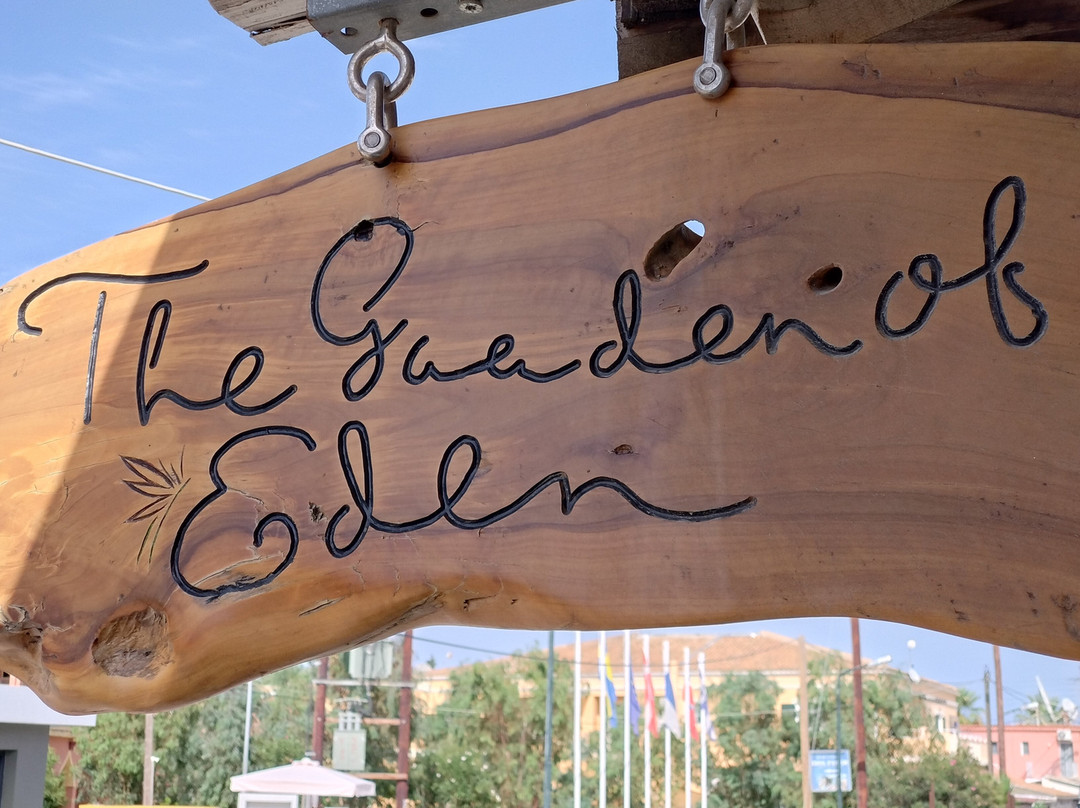 The Garden of
Eden